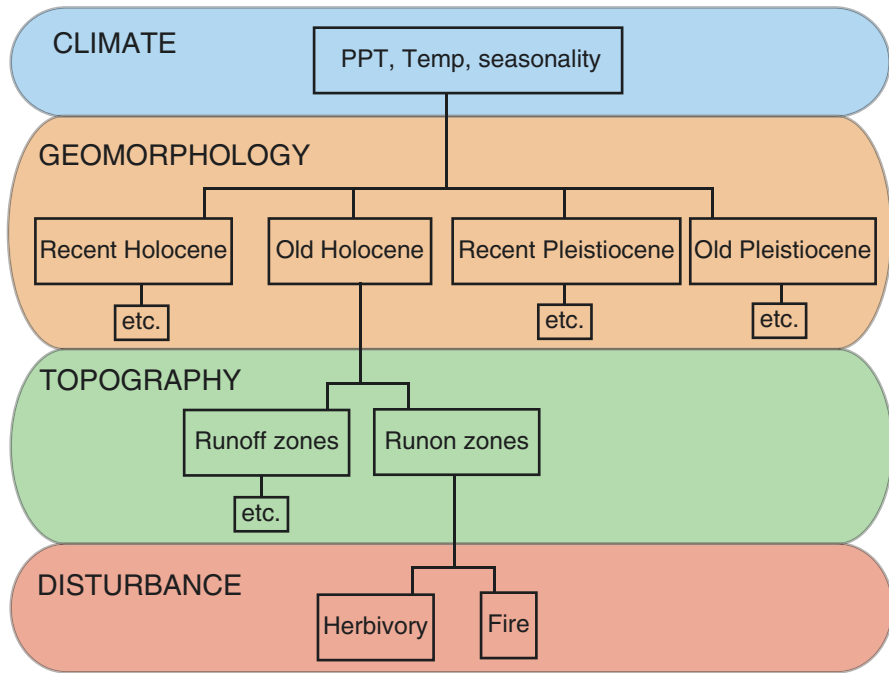 CLIMATE
PPT, Temp, seasonality
GEOMORPHOLOGY
Recent Holocene
Old Holocene
Recent Pleistiocene
Old Pleistiocene
etc.
etc.
etc.
TOPOGRAPHY
Runoff zones
Runon zones
etc.
DISTURBANCE
Herbivory
Fire